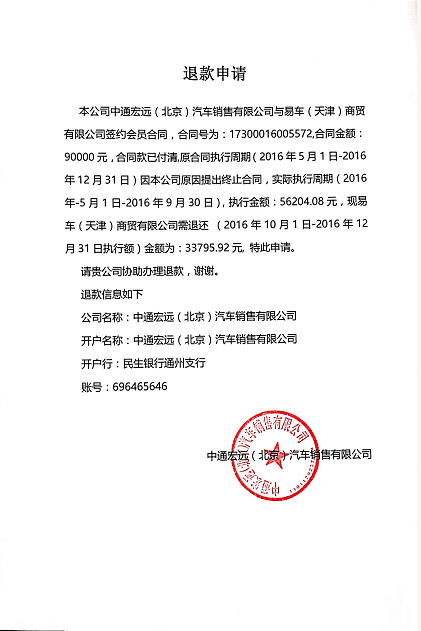 退款申请
本公司中通宏远（北京）汽车销售有限公司与易车（天津）商贸
有限公司签约会员合同，合同号为：17300016005572,合同金额：
90000 元，合同款已付清,原合同执行周期（2016 年 5 月 1 日-2016
年 12 月 31 日）因本公司原因提出终止合同，实际执行周期（2016
年-5 月 1 日-2016 年 9 月 30 日），执行金额：56204.08 元，现易
车（天津）商贸有限公司需退还 （2016 年 10 月 1 日-2016 年 12
月 31 日执行额）金额为：33795.92 元, 特此申请。
请贵公司协助办理退款，谢谢。
退款信息如下
公司名称：中通宏远（北京）汽车销售有限公司
开户名称：中通宏远（北京）汽车销售有限公司
开户行：民生银行通州支行
账号：696465646
中通宏远（北京）汽车销售有限公司
中通宏远(北京)汽车销售有限公司